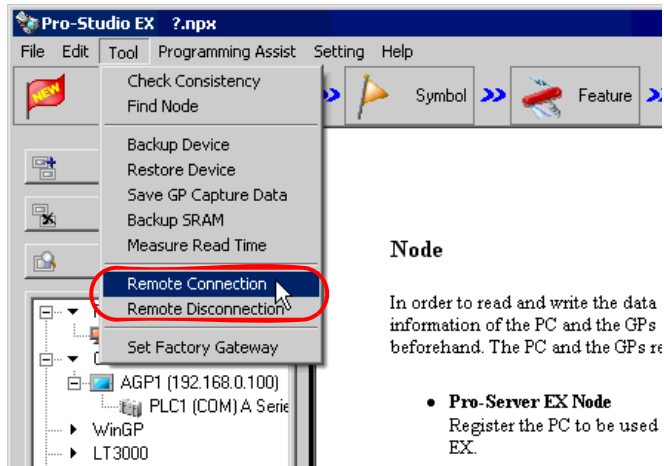 Pro-Studio EX ?.npx
File Edit Tool Programming Assist Setting Help
NEW
Symbol
Feature
Check Consistency
Find Node
Backup Device
Restore Device
Save GP Capture Data
Backup SRAM
Measure Read Time
Remote Connection
Remote Disconnection
Set Factory Gateway
AGP1 (192.168.0.100)
PLC1 (COM) A Serie
WinGP
LT3000
Node
In order to read and write the data
information of the PC and the GPs
beforehand. The PC and the GPs re
• Pro-Server EX Node
Register the PC to be used
EX.